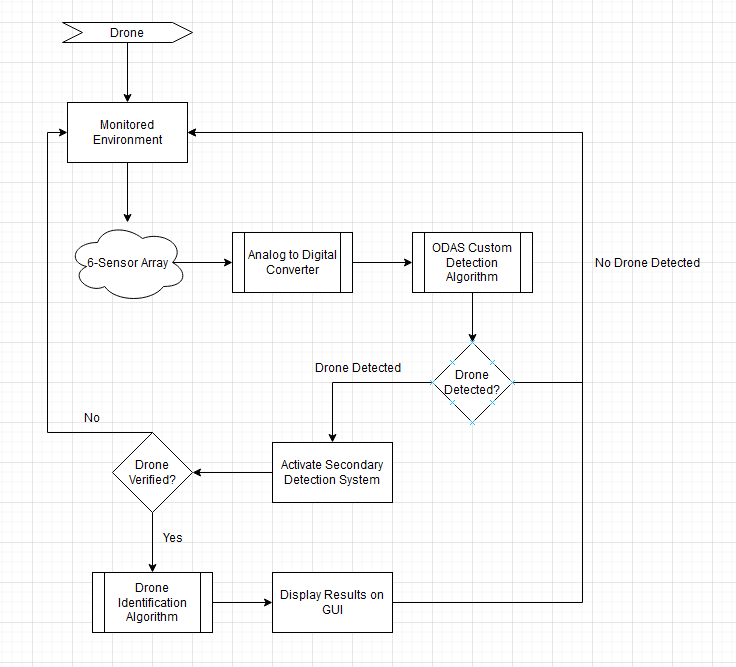 Drone
Monitored
Environment
6-Sensor Array
Analog to Digital
Converter
ODAS Custom
Detection
Algorithm
No Drone Detected
Drone
Detected?
Drone Detected
No
Activate Secondary
Detection System
Drone
Verified?
Yes
Drone
Identification
Algorithm
Display Results on
GUI